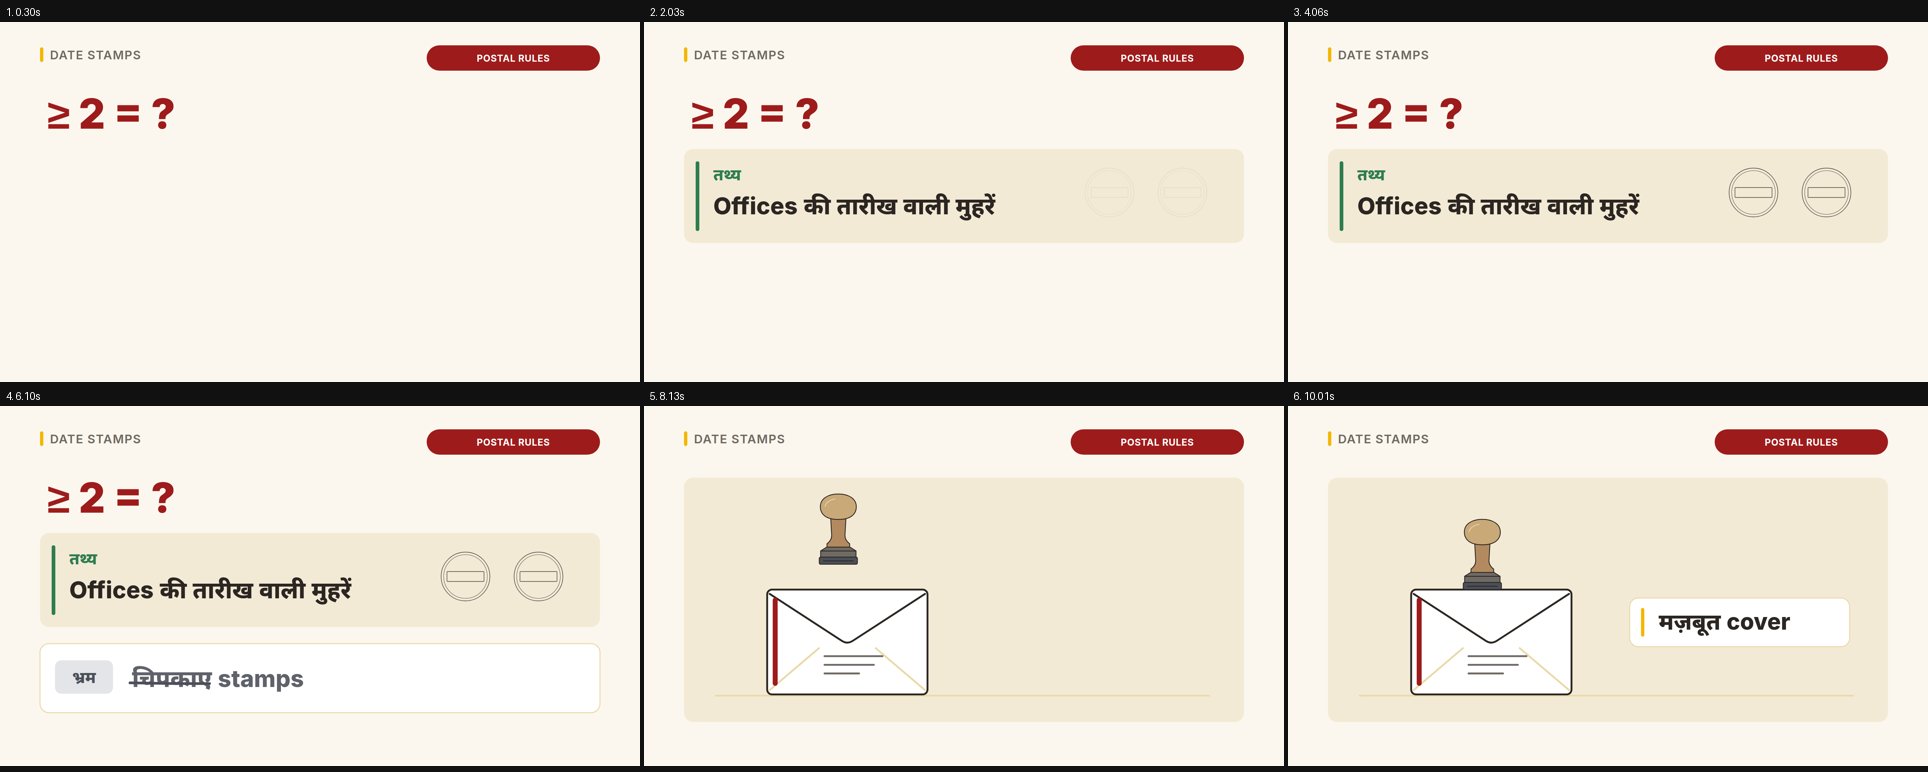 1. 0.30s
DATE STAMPS
POSTAL RULES
≥ 2 = ?
2. 2.03s
DATE STAMPS
POSTAL RULES
≥ 2 = ?
तथ्य
Offices की तारीख वाली मुहरें
3. 4.06s
DATE STAMPS
POSTAL RULES
≥ 2 = ?
तथ्य
Offices की तारीख वाली मुहरें
4. 6.10s
DATE STAMPS
POSTAL RULES
≥ 2 = ?
तथ्य
Offices की तारीख वाली मुहरें
भ्रम
चिपकाए stamps
5. 8.13s
DATE STAMPS
POSTAL RULES
6. 10.01s
DATE STAMPS
POSTAL RULES
मज़बूत cover